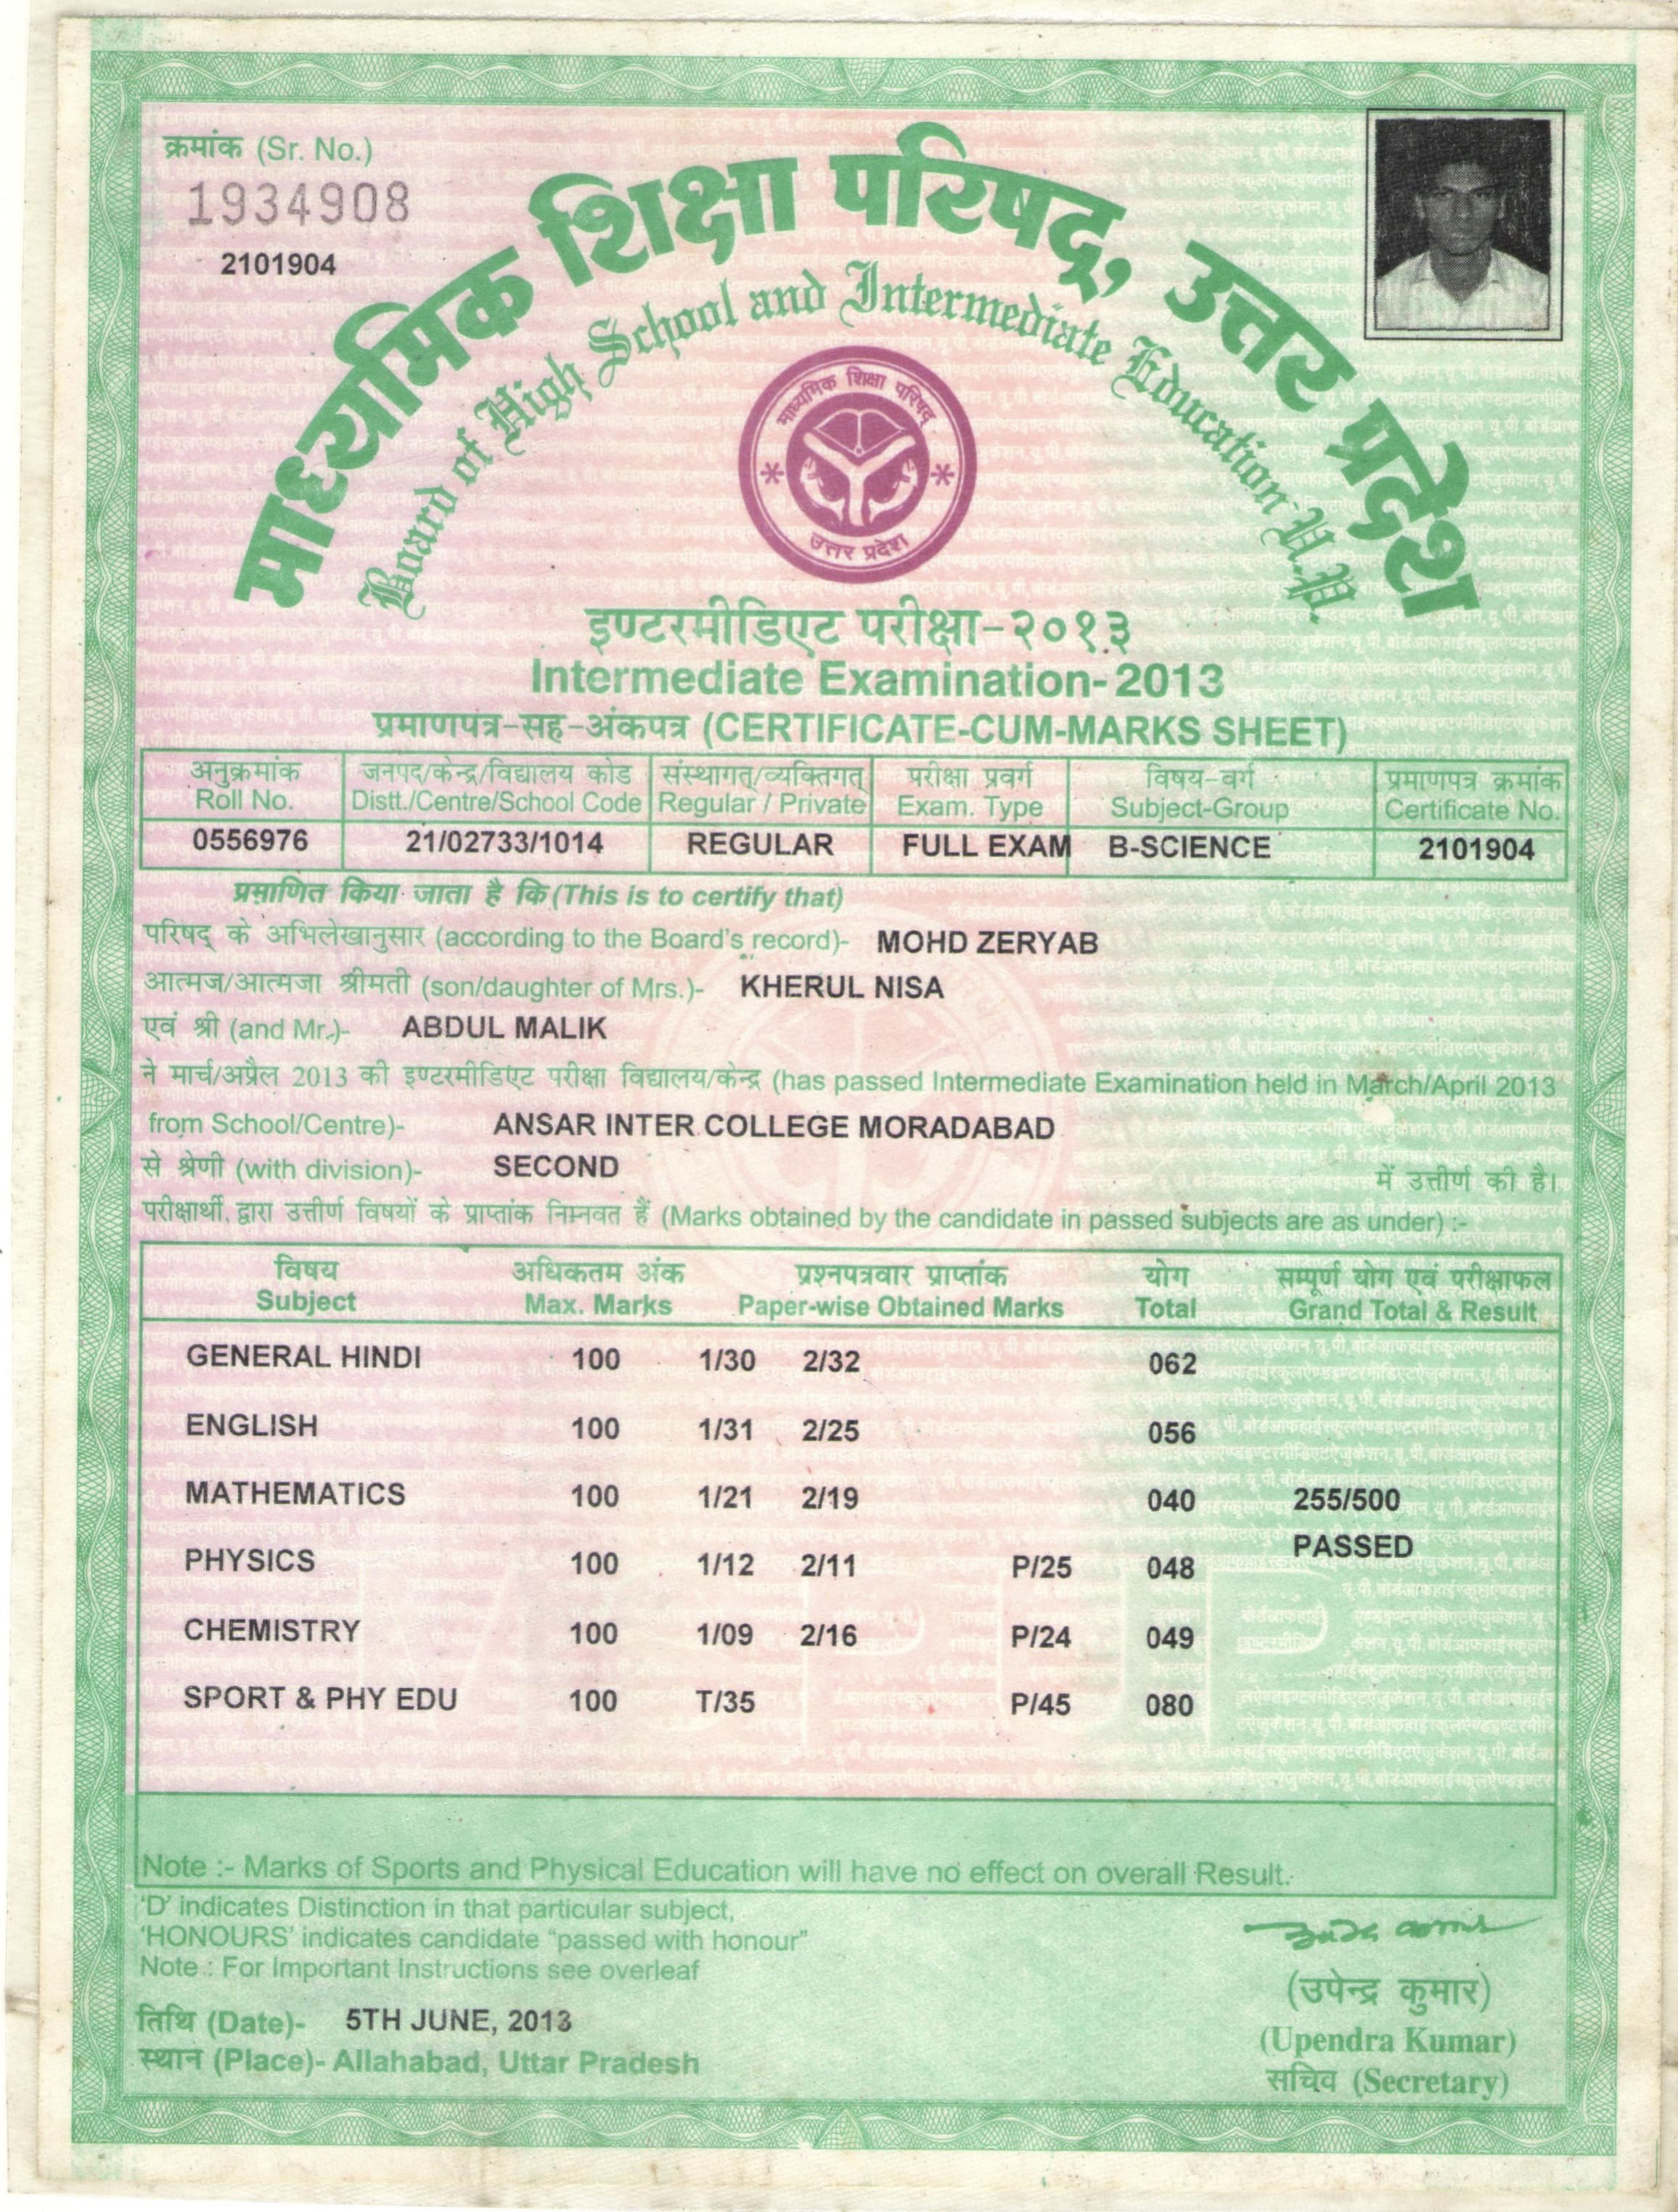 क्रमांक (Sr. No.)
1934908
2101904
माध्यमिक शिक्षा परिषद्, उत्तर प्रदेश
Board of High School and Intermediate Education U.P.
माध्यमिक शिक्षा परिषद्
उत्तर प्रदेश
इण्टरमीडिएट परीक्षा-२०१३
Intermediate Examination-2013
प्रमाणपत्र-सह-अंकपत्र (CERTIFICATE-CUM-MARKS SHEET)
अनुक्रमांक जनपद/केन्द्र/विद्यालय कोड संस्थागत्/व्यक्तिगत् परीक्षा प्रवर्ग विषय-वर्ग प्रमाणपत्र क्रमांक
Roll No. Distt./Centre/School Code Regular / Private Exam. Type Subject-Group Certificate No.
0556976 21/02733/1014 REGULAR FULL EXAM B-SCIENCE 2101904
प्रमाणित किया जाता है कि (This is to certify that)
परिषद् के अभिलेखानुसार (according to the Board's record)- MOHD ZERYAB
आत्मज/आत्मजा श्रीमती (son/daughter of Mrs.)- KHERUL NISA
एवं श्री (and Mr.)- ABDUL MALIK
ने मार्च/अप्रैल 2013 की इण्टरमीडिएट परीक्षा विद्यालय/केन्द्र (has passed Intermediate Examination held in March/April 2013
from School/Centre)- ANSAR INTER COLLEGE MORADABAD
से श्रेणी (with division)- SECOND में उत्तीर्ण की है।
परीक्षार्थी द्वारा उत्तीर्ण विषयों के प्राप्तांक निम्नवत हैं (Marks obtained by the candidate in passed subjects are as under) :-
विषय अधिकतम अंक प्रश्नपत्रवार प्राप्तांक योग सम्पूर्ण योग एवं परीक्षाफल
Subject Max. Marks Paper-wise Obtained Marks Total Grand Total & Result
GENERAL HINDI 100 1/30 2/32 062
ENGLISH 100 1/31 2/25 056
MATHEMATICS 100 1/21 2/19 040 255/500
PASSED
PHYSICS 100 1/12 2/11 P/25 048
CHEMISTRY 100 1/09 2/16 P/24 049
SPORT & PHY EDU 100 T/35 P/45 080
Note :- Marks of Sports and Physical Education will have no effect on overall Result.
'D' indicates Distinction in that particular subject,
'HONOURS' indicates candidate "passed with honour"
Note : For Important Instructions see overleaf
तिथि (Date)- 5TH JUNE, 2013
स्थान (Place)- Allahabad, Uttar Pradesh
(उपेन्द्र कुमार)
(Upendra Kumar)
सचिव (Secretary)